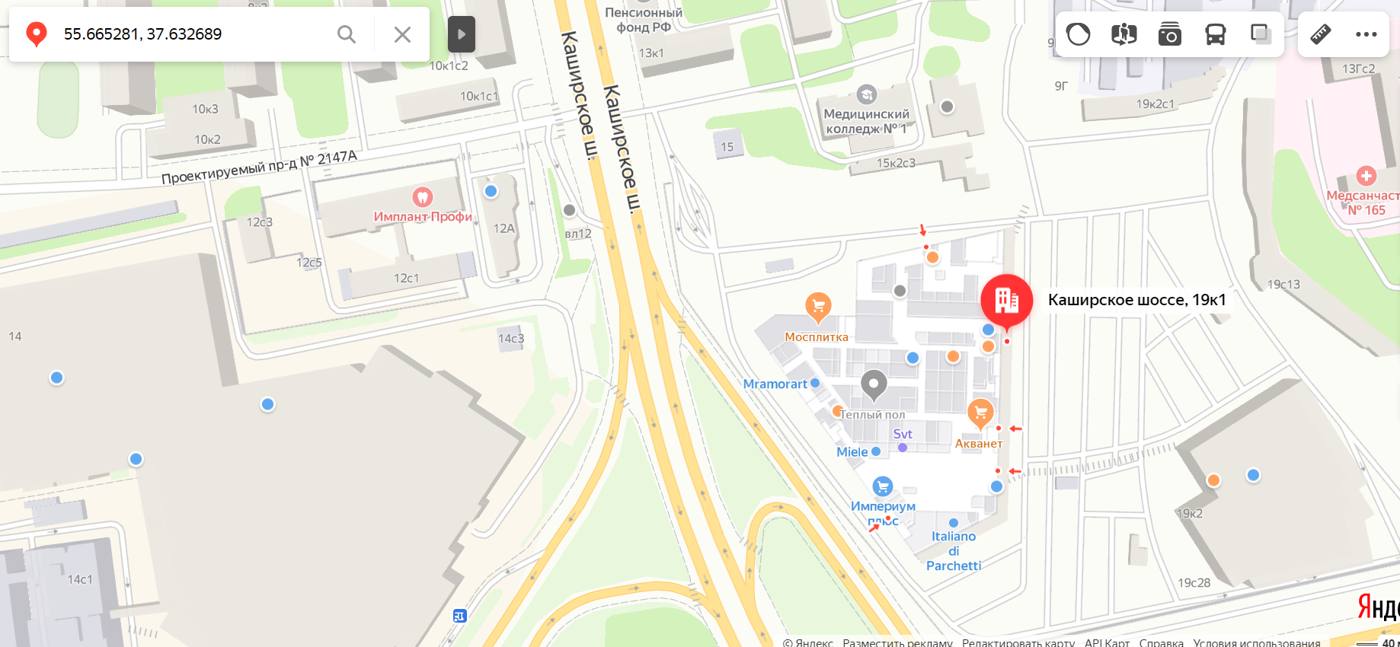 55.665281, 37.632689
Пенсионный
фонд РФ
13к1
10к1с2
10к1с1
10к3
10к2
Каширское ш.
Каширское ш.
Проектируемый пр-д № 2147А
Имплант Профи
12с3
12с5
12А
12с1
вл12
15
Медицинский
колледж № 1
15к2с3
9Г
19к2с1
13Гс2
Медсанчаст
№ 165
19с13
14
14с3
Мосплитка
Каширское шоссе, 19к1
Mramorart
Теплый пол
Акванет
Svt
Miele
Империум
плюс
Italiano
di
Parchetti
19к2
19с28
14с1
Янд
© Яндекс Разместить рекламу Редактировать карту API Карт Справка Условия использования
40